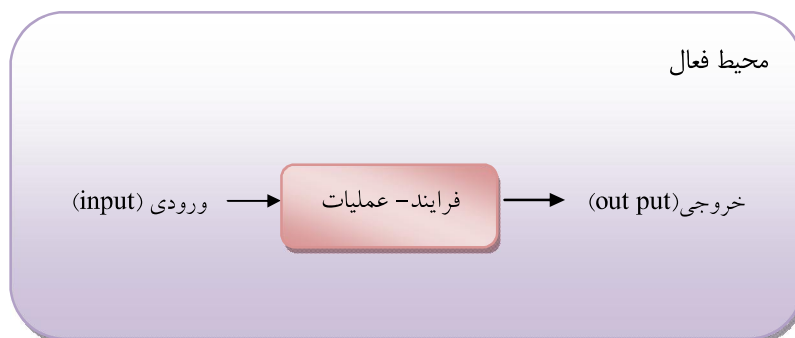 محیط فعال
ورودی (input)
فرایند– عملیات
خروجی(out put)